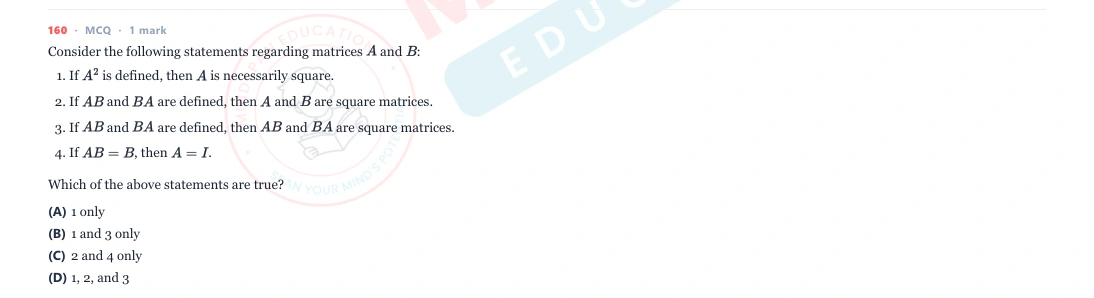 160 · MCQ · 1 mark
Consider the following statements regarding matrices A and B:
1. If A² is defined, then A is necessarily square.
2. If AB and BA are defined, then A and B are square matrices.
3. If AB and BA are defined, then AB and BA are square matrices.
4. If AB = B, then A = I.
Which of the above statements are true?
(A) 1 only
(B) 1 and 3 only
(C) 2 and 4 only
(D) 1, 2, and 3
EDUCATION
YOUR MIND'S
E D U